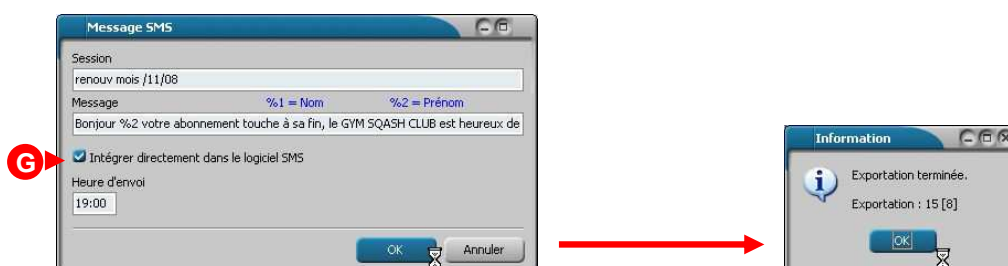 Message SMS
Session
renouv mois /11/08
Message %1 = Nom %2 = Prénom
Bonjour %2 votre abonnement touche à sa fin, le GYM SQASH CLUB est heureux de
G
Intégrer directement dans le logiciel SMS
Heure d'envoi
19:00
OK Annuler
Information
Exportation terminée.
Exportation : 15 [8]
OK